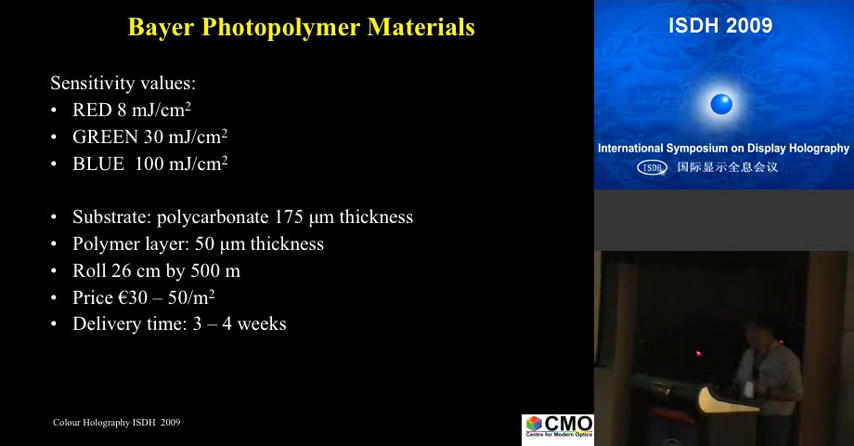 Bayer Photopolymer Materials
Sensitivity values:
• RED 8 mJ/cm²
• GREEN 30 mJ/cm²
• BLUE 100 mJ/cm²
• Substrate: polycarbonate 175 μm thickness
• Polymer layer: 50 μm thickness
• Roll 26 cm by 500 m
• Price €30 – 50/m²
• Delivery time: 3 – 4 weeks
Colour Holography ISDH 2009
CMO
Centre for Modern Optics
ISDH 2009
International Symposium on Display Holography
ISDH 国际显示全息会议